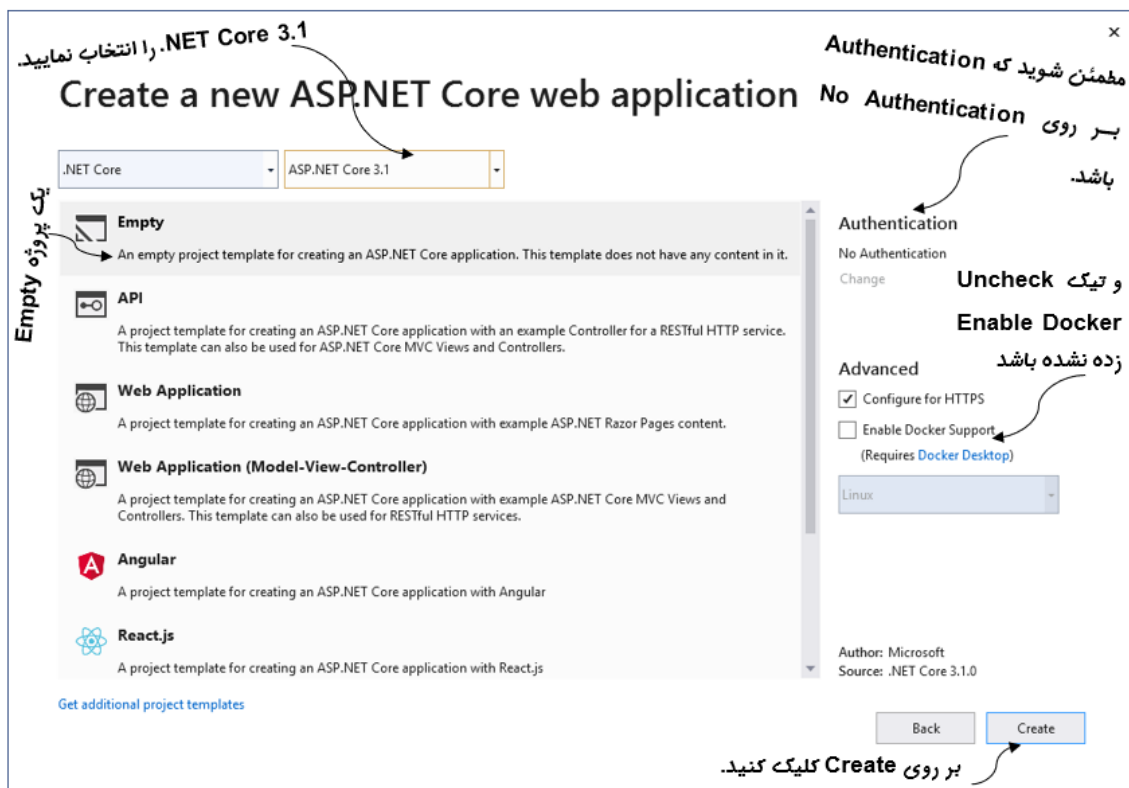 .NET Core 3.1 را انتخاب نمایید.
Create a new ASP.NET Core web application
مطمئن شوید که Authentication
بـــر روی No Authentication
باشد.
.NET Core
ASP.NET Core 3.1
یک پروژه Empty
Empty
An empty project template for creating an ASP.NET Core application. This template does not have any content in it.
API
A project template for creating an ASP.NET Core application with an example Controller for a RESTful HTTP service.
This template can also be used for ASP.NET Core MVC Views and Controllers.
Web Application
A project template for creating an ASP.NET Core application with example ASP.NET Razor Pages content.
Web Application (Model-View-Controller)
A project template for creating an ASP.NET Core application with example ASP.NET Core MVC Views and
Controllers. This template can also be used for RESTful HTTP services.
Angular
A project template for creating an ASP.NET Core application with Angular
React.js
A project template for creating an ASP.NET Core application with React.js
Get additional project templates
Authentication
No Authentication
Change
و تیک Uncheck
Enable Docker
زده نشده باشد
Advanced
Configure for HTTPS
Enable Docker Support
(Requires Docker Desktop)
Linux
Author: Microsoft
Source: .NET Core 3.1.0
Back
Create
بر روی Create کلیک کنید.